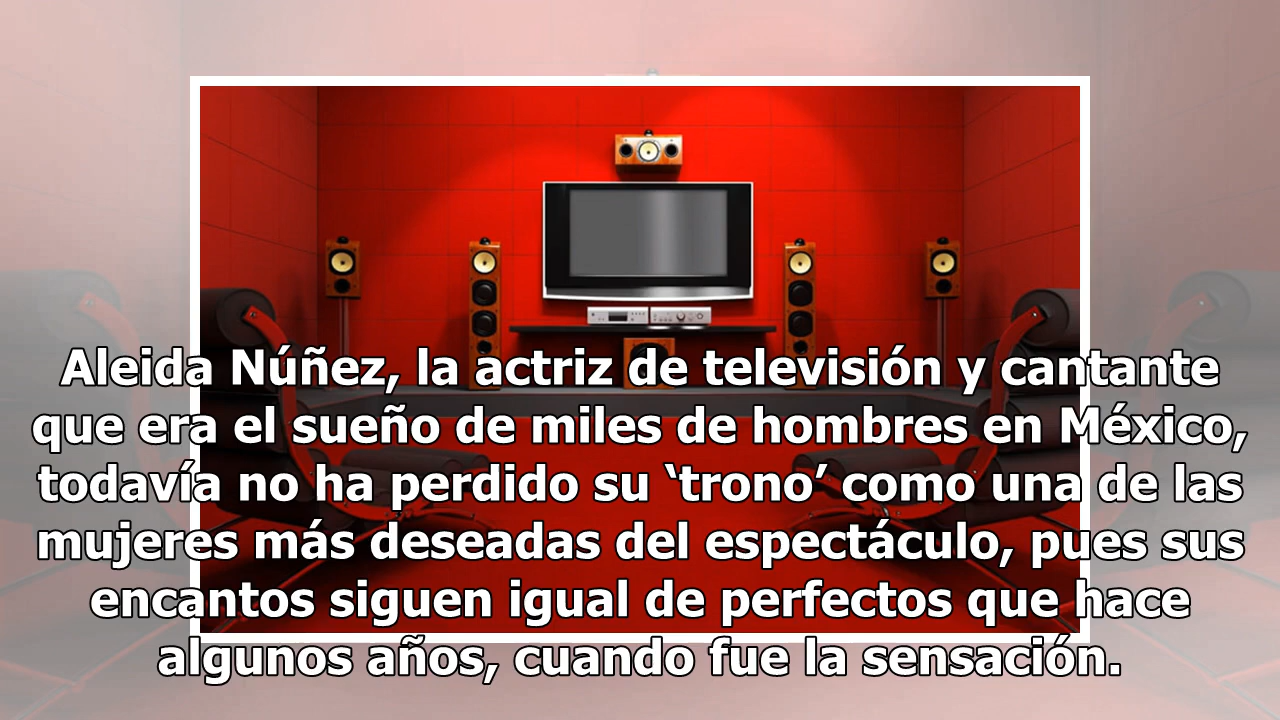 Aleida Núñez, la actriz de televisión y cantante
que era el sueño de miles de hombres en México,
todavía no ha perdido su ‘trono’ como una de las
mujeres más deseadas del espectáculo, pues sus
encantos siguen igual de perfectos que hace
algunos años, cuando fue la sensación.